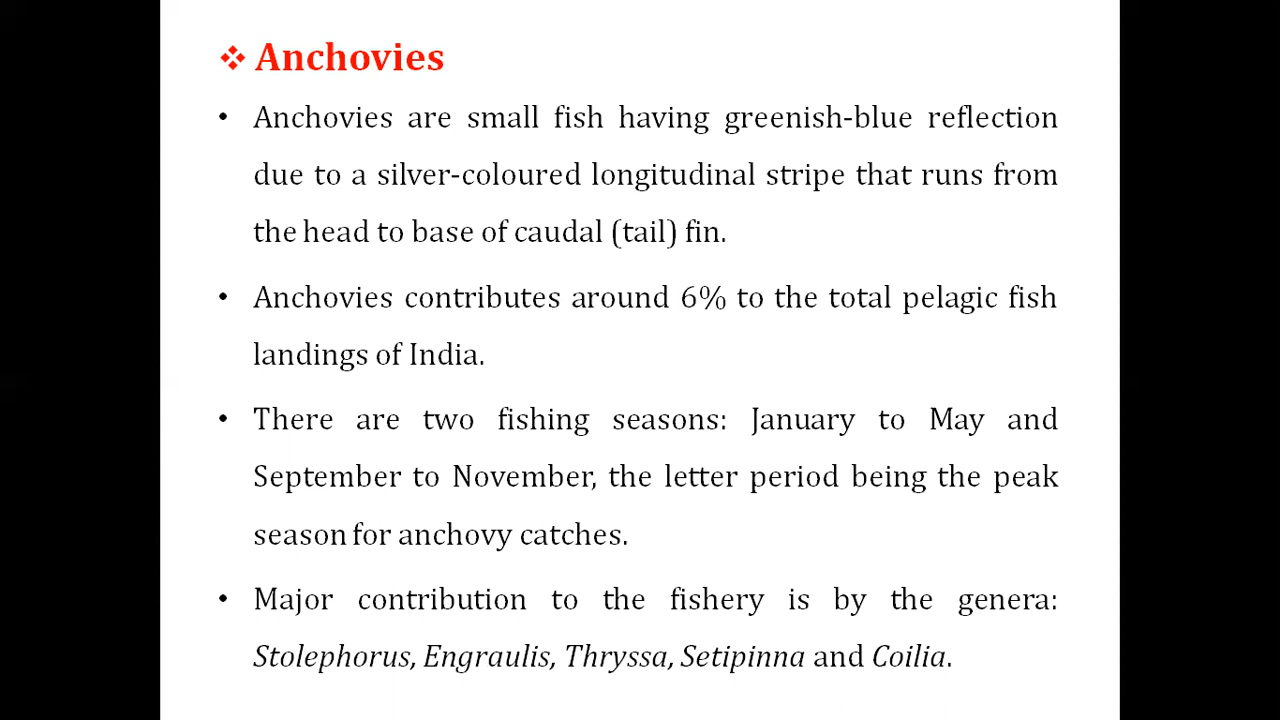 ❖ Anchovies
• Anchovies are small fish having greenish-blue reflection
due to a silver-coloured longitudinal stripe that runs from
the head to base of caudal (tail) fin.
• Anchovies contributes around 6% to the total pelagic fish
landings of India.
• There are two fishing seasons: January to May and
September to November, the letter period being the peak
season for anchovy catches.
• Major contribution to the fishery is by the genera:
Stolephorus, Engraulis, Thryssa, Setipinna and Coilia.